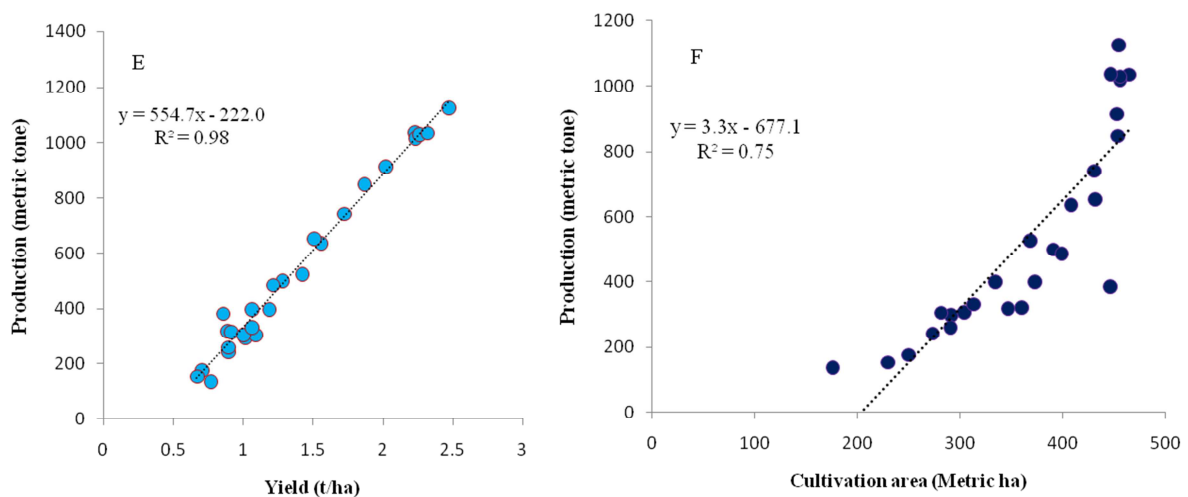 E
y = 554.7x - 222.0
R² = 0.98
Production (metric tone)
1400
1200
1000
800
600
400
200
0
0 0.5 1 1.5 2 2.5 3
Yield (t/ha)
F
y = 3.3x - 677.1
R² = 0.75
Production (metric tone)
1200
1000
800
600
400
200
0
0 100 200 300 400 500
Cultivation area (Metric ha)